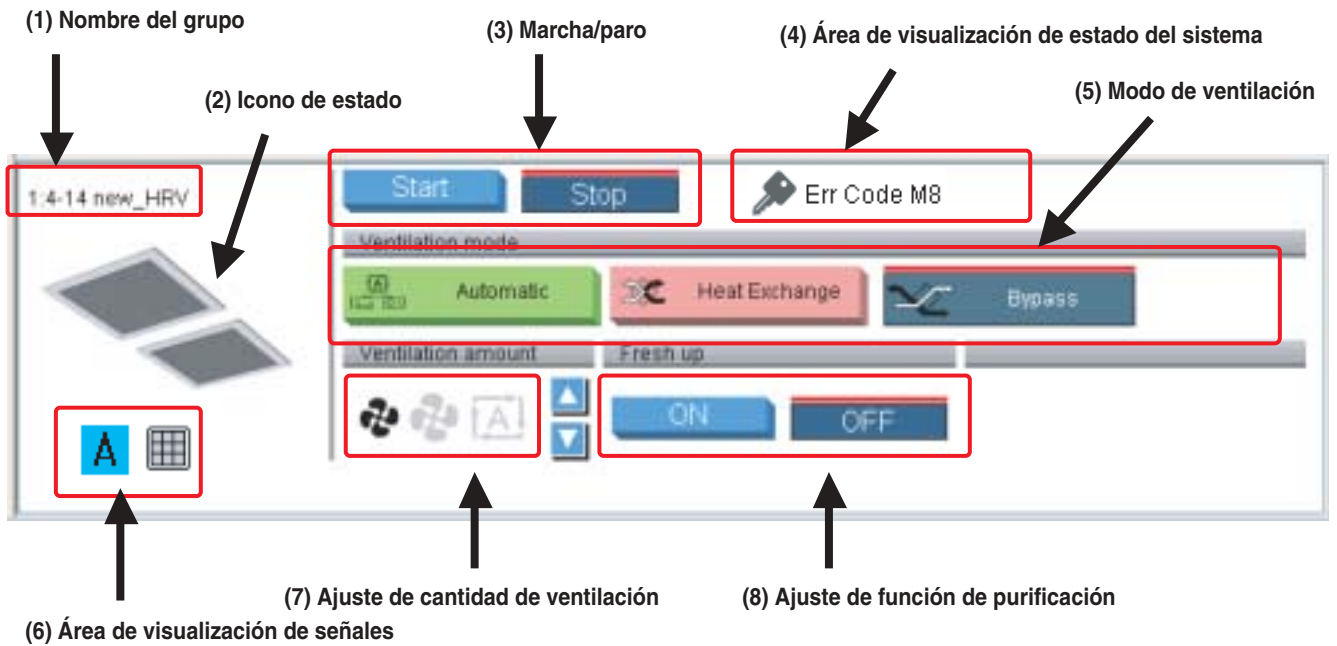 (1) Nombre del grupo
(3) Marcha/paro
(4) Área de visualización de estado del sistema
(2) Icono de estado
(5) Modo de ventilación
1:4-14 new_HRV
Start
Stop
Err Code M8
Ventilation mode
A
Automatic
Heat Exchange
Bypass
Ventilation amount
Fresh up
A
ON
OFF
A
(7) Ajuste de cantidad de ventilación
(8) Ajuste de función de purificación
(6) Área de visualización de señales